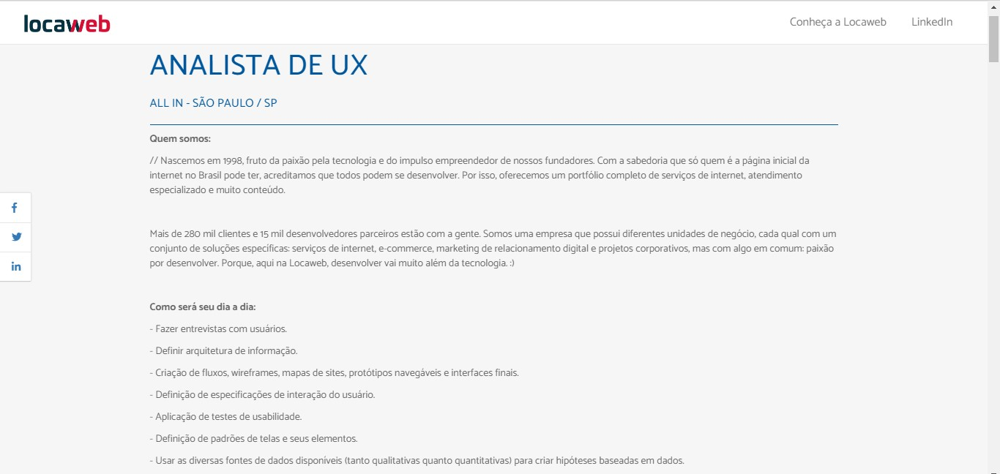 locaweb
Conheça a Locaweb LinkedIn
ANALISTA DE UX
ALL IN - SÃO PAULO / SP
Quem somos:
// Nascemos em 1998, fruto da paixão pela tecnologia e do impulso empreendedor de nossos fundadores. Com a sabedoria que só quem é a página inicial da
internet no Brasil pode ter, acreditamos que todos podem se desenvolver. Por isso, oferecemos um portfólio completo de serviços de internet, atendimento
especializado e muito conteúdo.
Mais de 280 mil clientes e 15 mil desenvolvedores parceiros estão com a gente. Somos uma empresa que possui diferentes unidades de negócio, cada qual com um
conjunto de soluções específicas: serviços de internet, e-commerce, marketing de relacionamento digital e projetos corporativos, mas com algo em comum: paixão
por desenvolver. Porque, aqui na Locaweb, desenvolver vai muito além da tecnologia. :)
Como será seu dia a dia:
- Fazer entrevistas com usuários.
- Definir arquitetura de informação.
- Criação de fluxos, wireframes, mapas de sites, protótipos navegáveis e interfaces finais.
- Definição de especificações de interação do usuário.
- Aplicação de testes de usabilidade.
- Definição de padrões de telas e seus elementos.
- Usar as diversas fontes de dados disponíveis (tanto qualitativas quanto quantitativas) para criar hipóteses baseadas em dados.